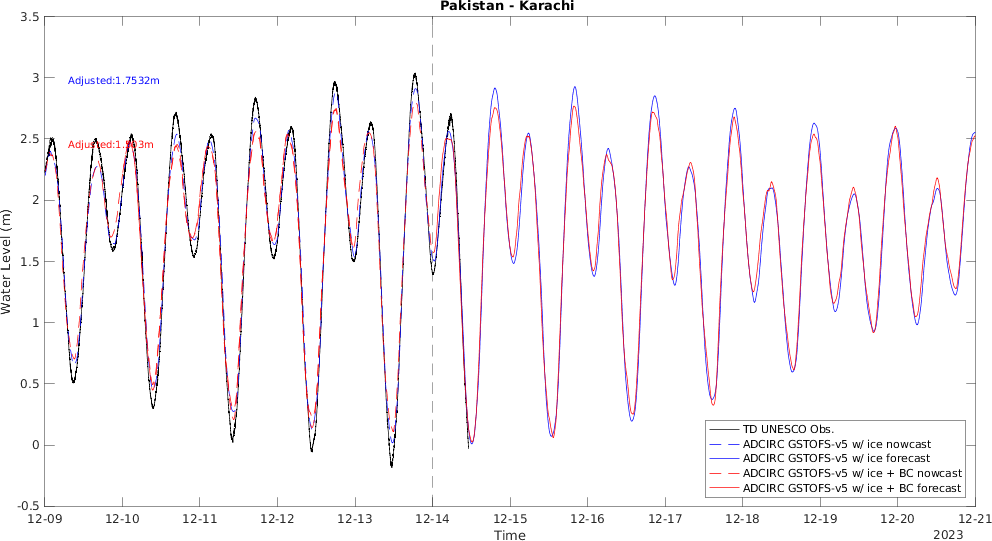 Pakistan - Karachi
3.5
3
2.5
2
1.5
1
0.5
0
-0.5
Water Level (m)
Adjusted:1.7532m
12-09
12-10
12-11
12-12
12-13
12-14
12-15
12-16
12-17
12-18
12-19
12-20
12-21
Time
2023
TD UNESCO Obs.
ADCIRC GSTOFS-v5 w/ ice nowcast
ADCIRC GSTOFS-v5 w/ ice forecast
ADCIRC GSTOFS-v5 w/ ice + BC nowcast
ADCIRC GSTOFS-v5 w/ ice + BC forecast